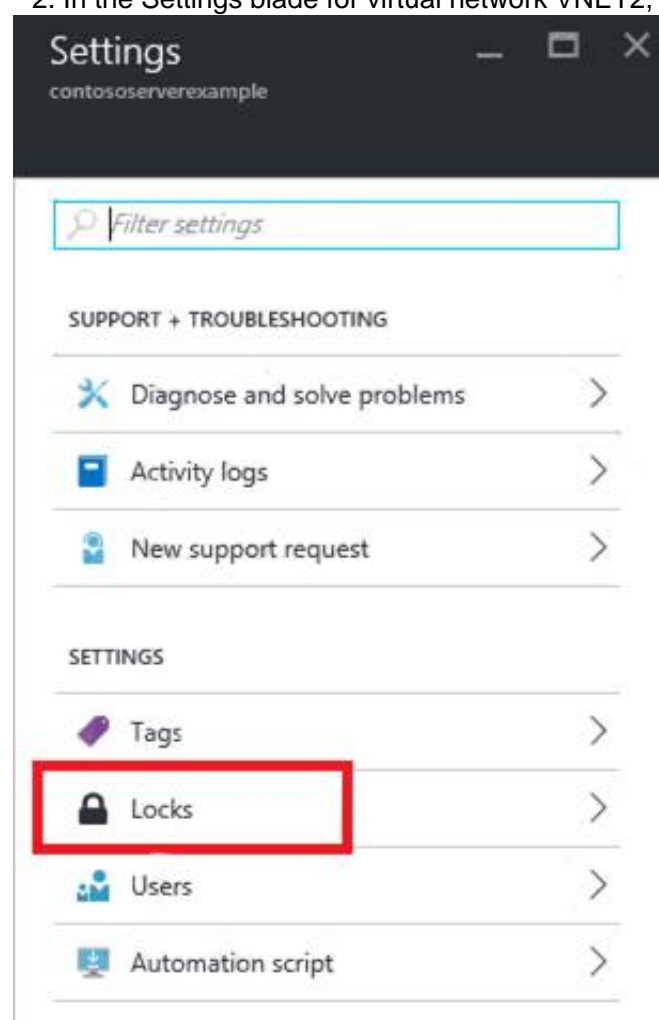 2. In the Settings blade for virtual network VNET2,
Settings
contososerverexample
Filter settings
SUPPORT + TROUBLESHOOTING
Diagnose and solve problems
Activity logs
New support request
SETTINGS
Tags
Locks
Users
Automation script